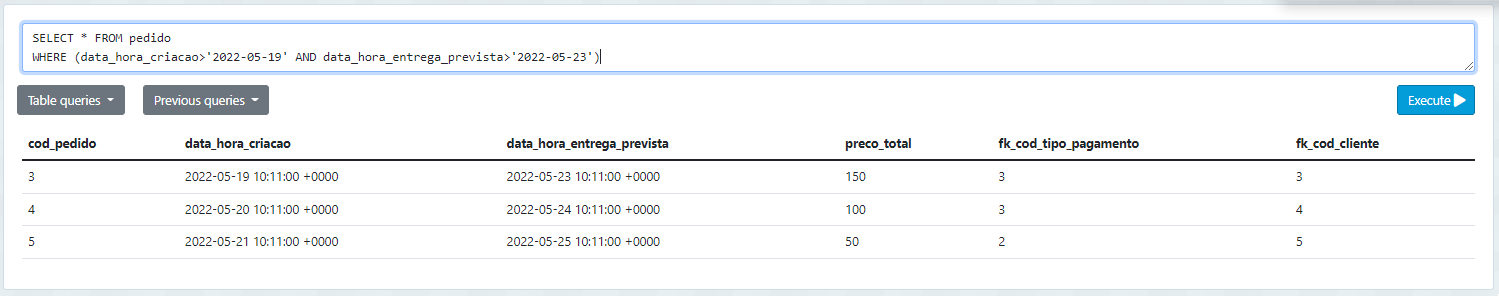 SELECT * FROM pedido
WHERE (data_hora_criacao>'2022-05-19' AND data_hora_entrega_prevista>'2022-05-23')
Table queries Previous queries Execute
cod_pedido data_hora_criacao data_hora_entrega_prevista preco_total fk_cod_tipo_pagamento fk_cod_cliente
3 2022-05-19 10:11:00 +0000 2022-05-23 10:11:00 +0000 150 3 3
4 2022-05-20 10:11:00 +0000 2022-05-24 10:11:00 +0000 100 3 4
5 2022-05-21 10:11:00 +0000 2022-05-25 10:11:00 +0000 50 2 5